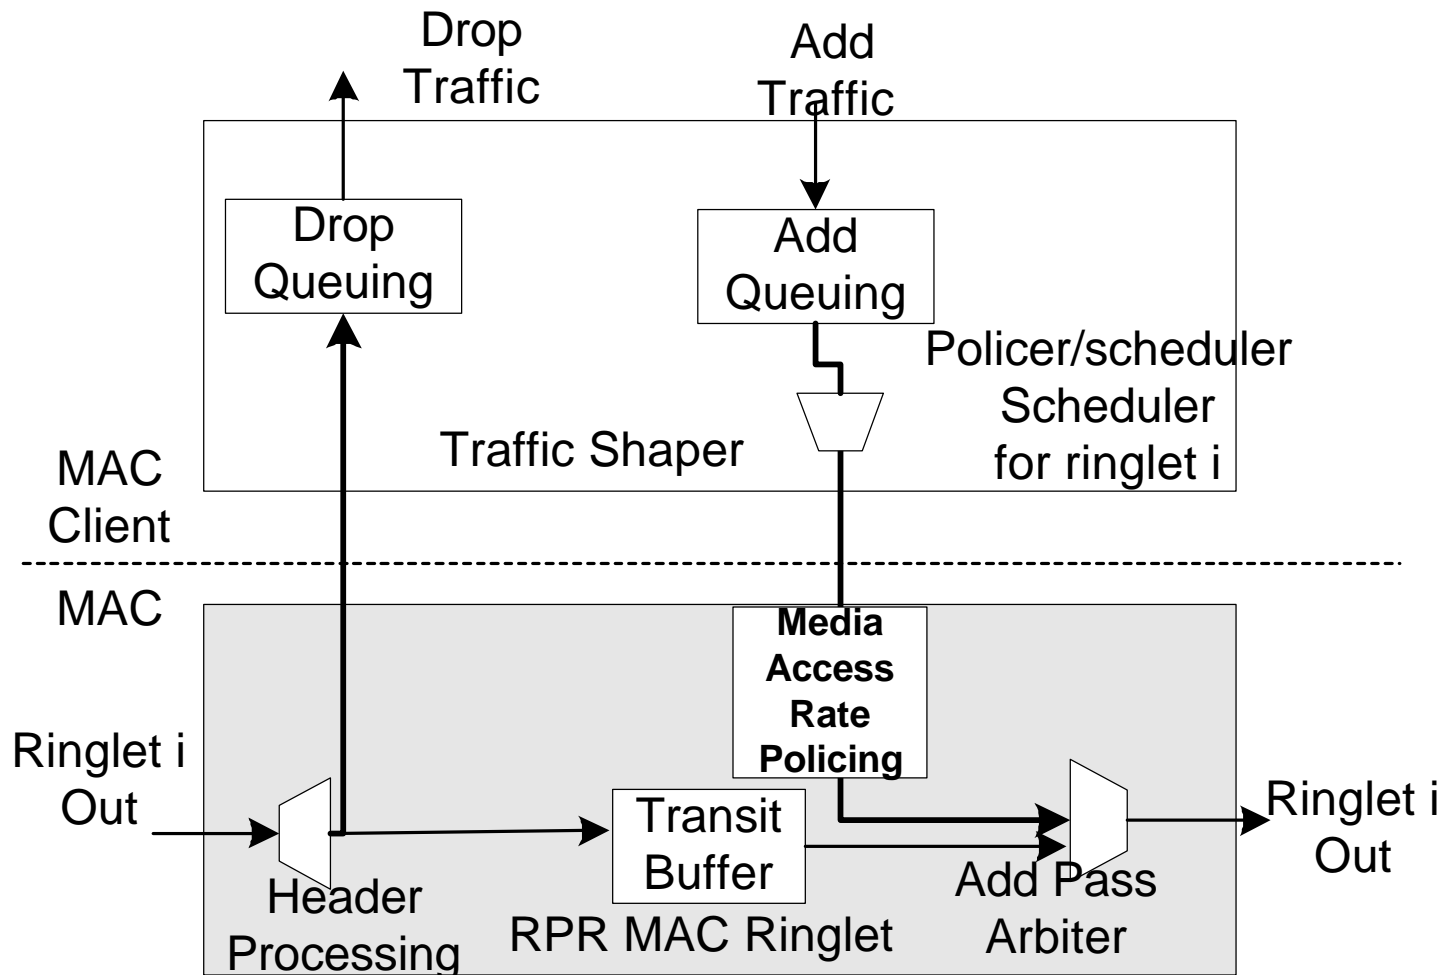 Drop
Traffic
Add
Traffic
Drop
Queuing
Add
Queuing
Policer/scheduler
Scheduler
for ringlet i
Traffic Shaper
MAC
Client
MAC
Media
Access
Rate
Policing
Ringlet i
Out
Transit
Buffer
Ringlet i
Out
Header
Processing
RPR MAC Ringlet
Add Pass
Arbiter